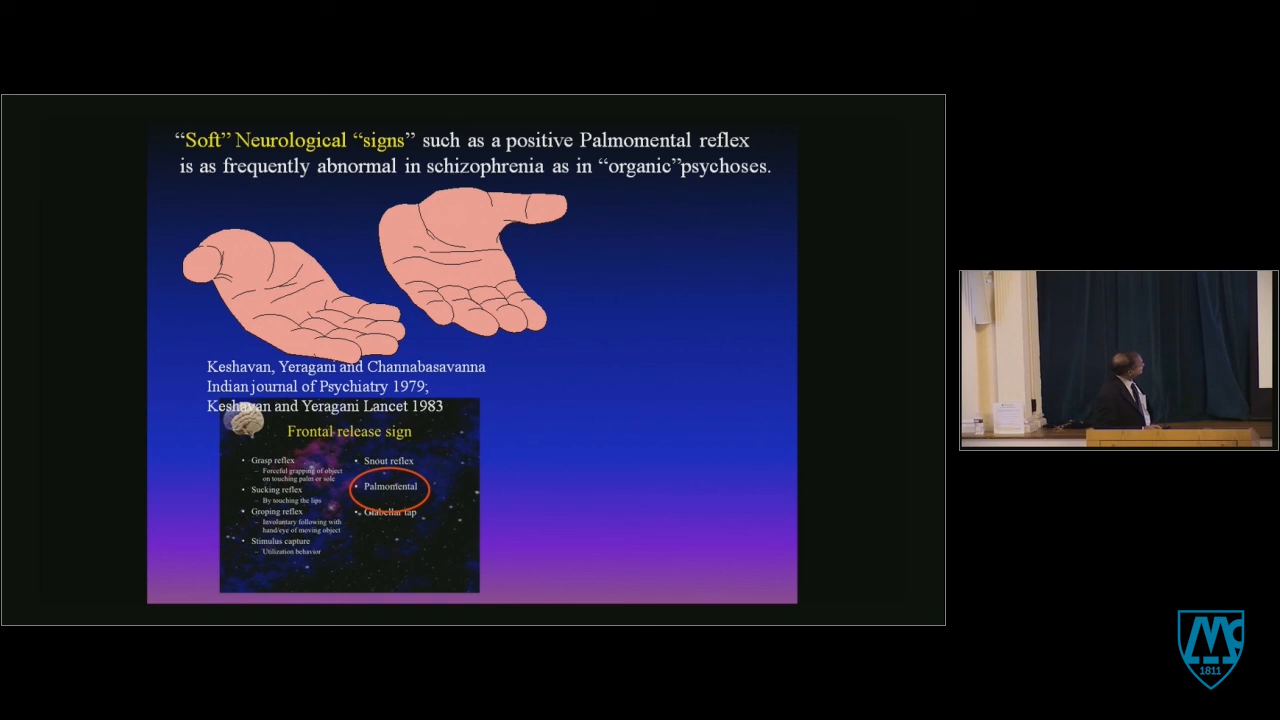 “Soft” Neurological “signs” such as a positive Palmomental reflex
is as frequently abnormal in schizophrenia as in “organic”psychoses.
Keshavan, Yeragani and Channabasavanna
Indian journal of Psychiatry 1979;
Keshavan and Yeragani Lancet 1983
Frontal release sign
• Grasp reflex
– Forceful grapping of object
on touching palm or sole
• Sucking reflex
– By touching the lips
• Groping reflex
– Involuntary following with
hand/eye of moving object
• Stimulus capture
– Utilization behavior
• Snout reflex
• Palmomental
• Glabellar tap
Mc
1811